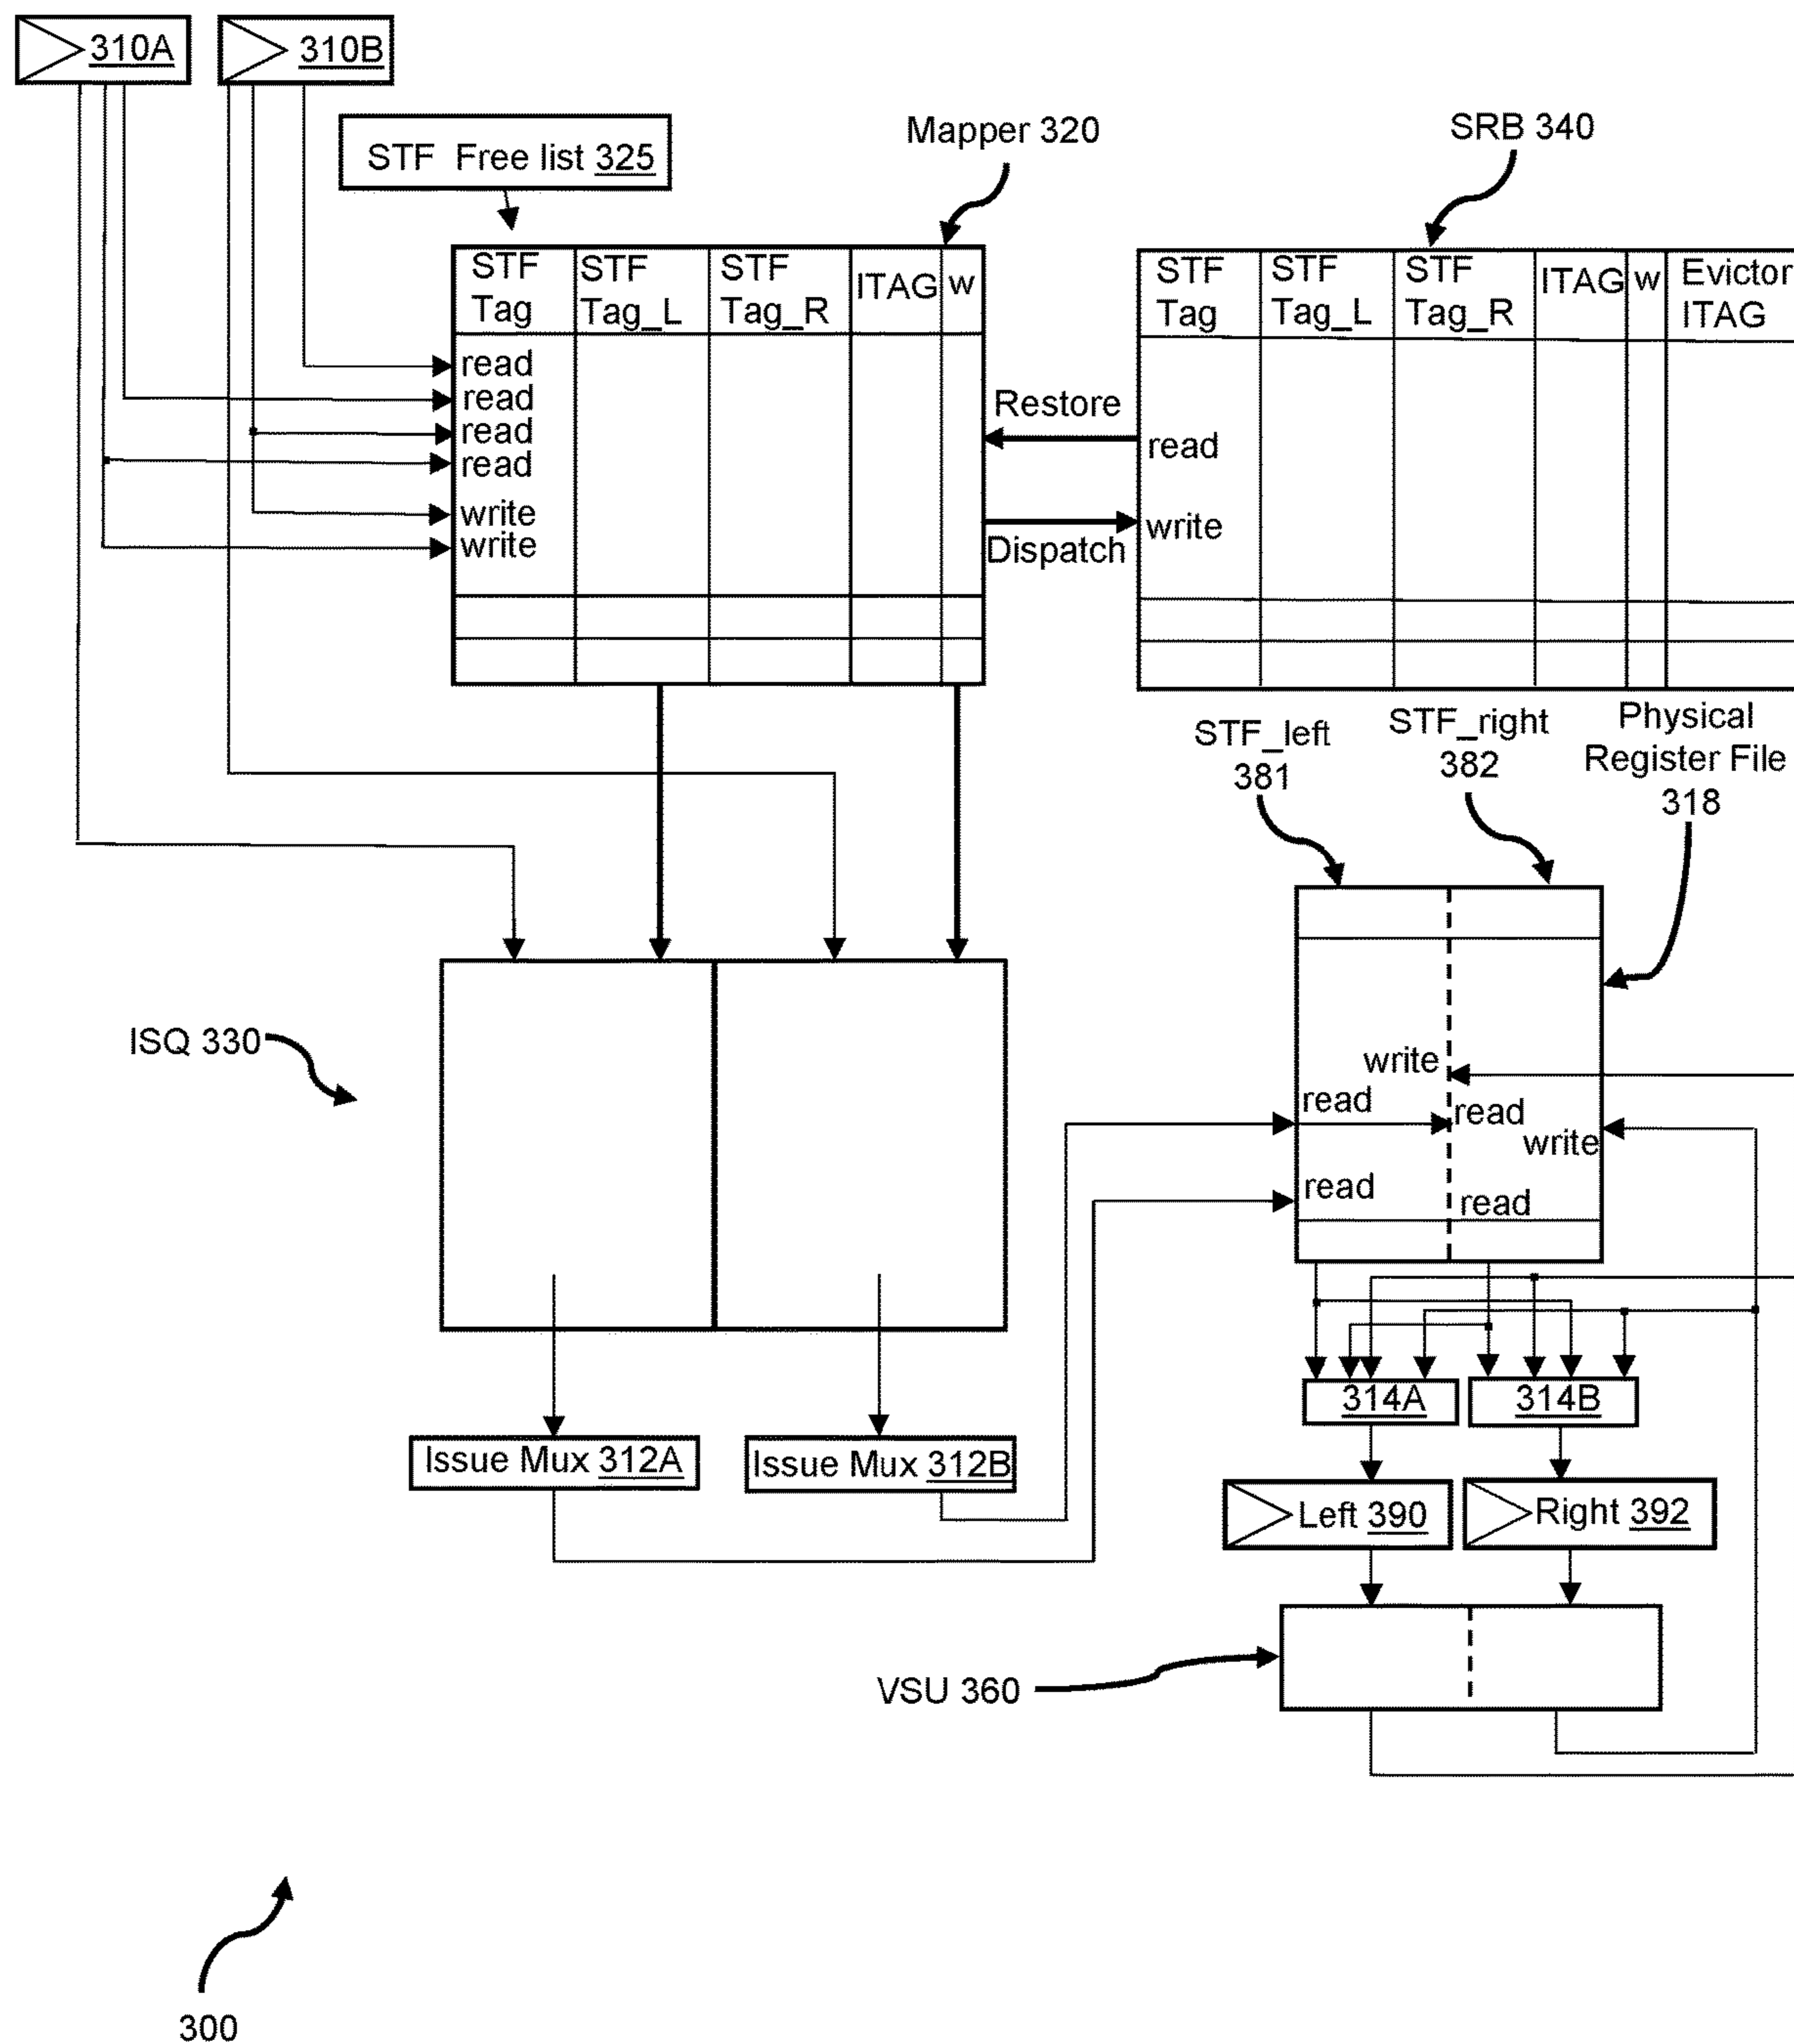 310A
310B
STF Free list 325
Mapper 320
SRB 340
STF
Tag
STF
Tag_L
STF
Tag_R
ITAG
w
read
read
read
read
write
write
Restore
Dispatch
STF
Tag
STF
Tag_L
STF
Tag_R
ITAG
w
Evictor
ITAG
read
write
STF_left
381
STF_right
382
Physical
Register File
318
ISQ 330
write
read
read
write
read
read
314A
314B
Issue Mux 312A
Issue Mux 312B
Left 390
Right 392
VSU 360
300